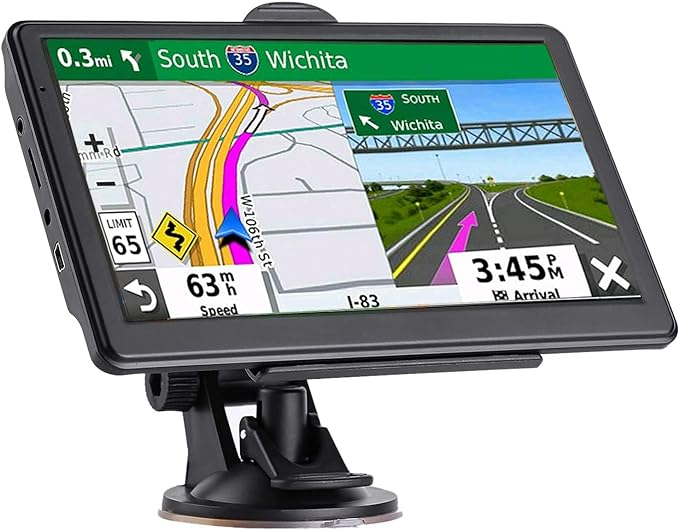 0.3mi South 35 Wichita
35 SOUTH
Wichita
+
Rd
−
LIMIT
65
W 106th St
63 mh
Speed
I-83
3:45 PM
Arrival